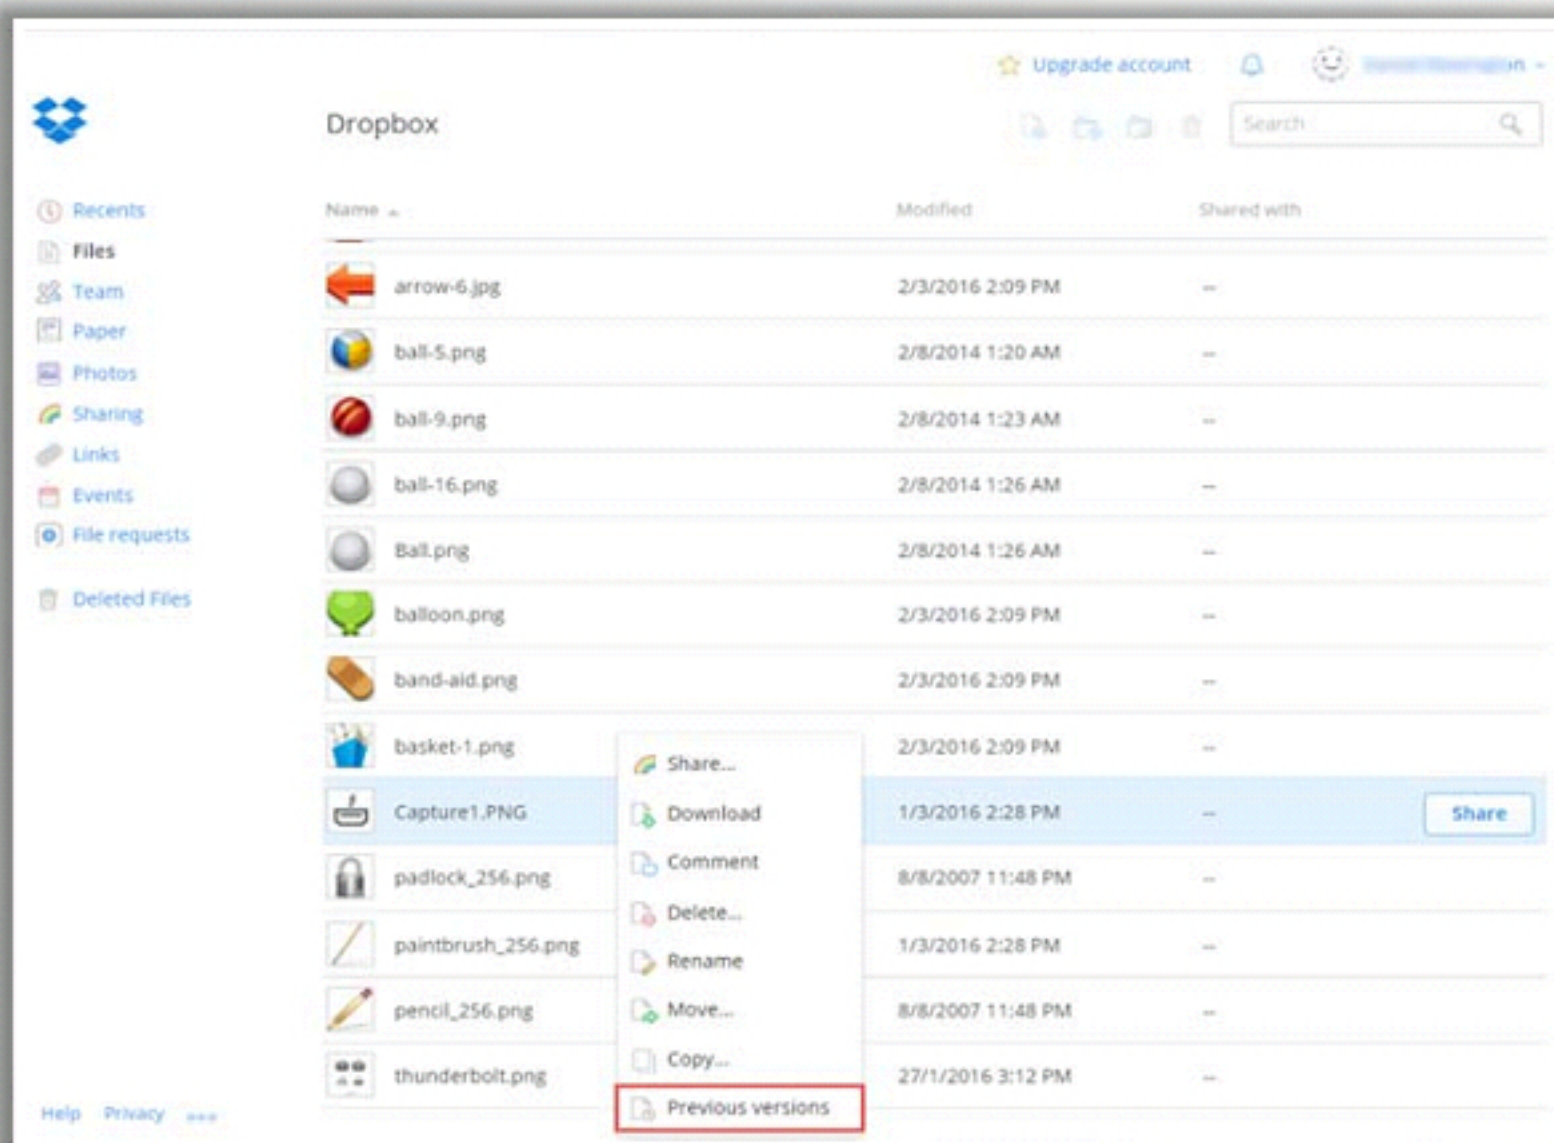 Upgrade account
Dropbox
Search
Recents
Files
Team
Paper
Photos
Sharing
Links
Events
File requests
Deleted Files
Name Modified Shared with
arrow-6.jpg 2/3/2016 2:09 PM --
ball-5.png 2/8/2014 1:20 AM --
ball-9.png 2/8/2014 1:23 AM --
ball-16.png 2/8/2014 1:26 AM --
Ball.png 2/8/2014 1:26 AM --
balloon.png 2/3/2016 2:09 PM --
band-aid.png 2/3/2016 2:09 PM --
basket-1.png 2/3/2016 2:09 PM --
Capture1.PNG 1/3/2016 2:28 PM -- Share
padlock_256.png 8/8/2007 11:48 PM --
paintbrush_256.png 1/3/2016 2:28 PM --
pencil_256.png 8/8/2007 11:48 PM --
thunderbolt.png 27/1/2016 3:12 PM --
Share...
Download
Comment
Delete...
Rename
Move...
Copy...
Previous versions
Help Privacy